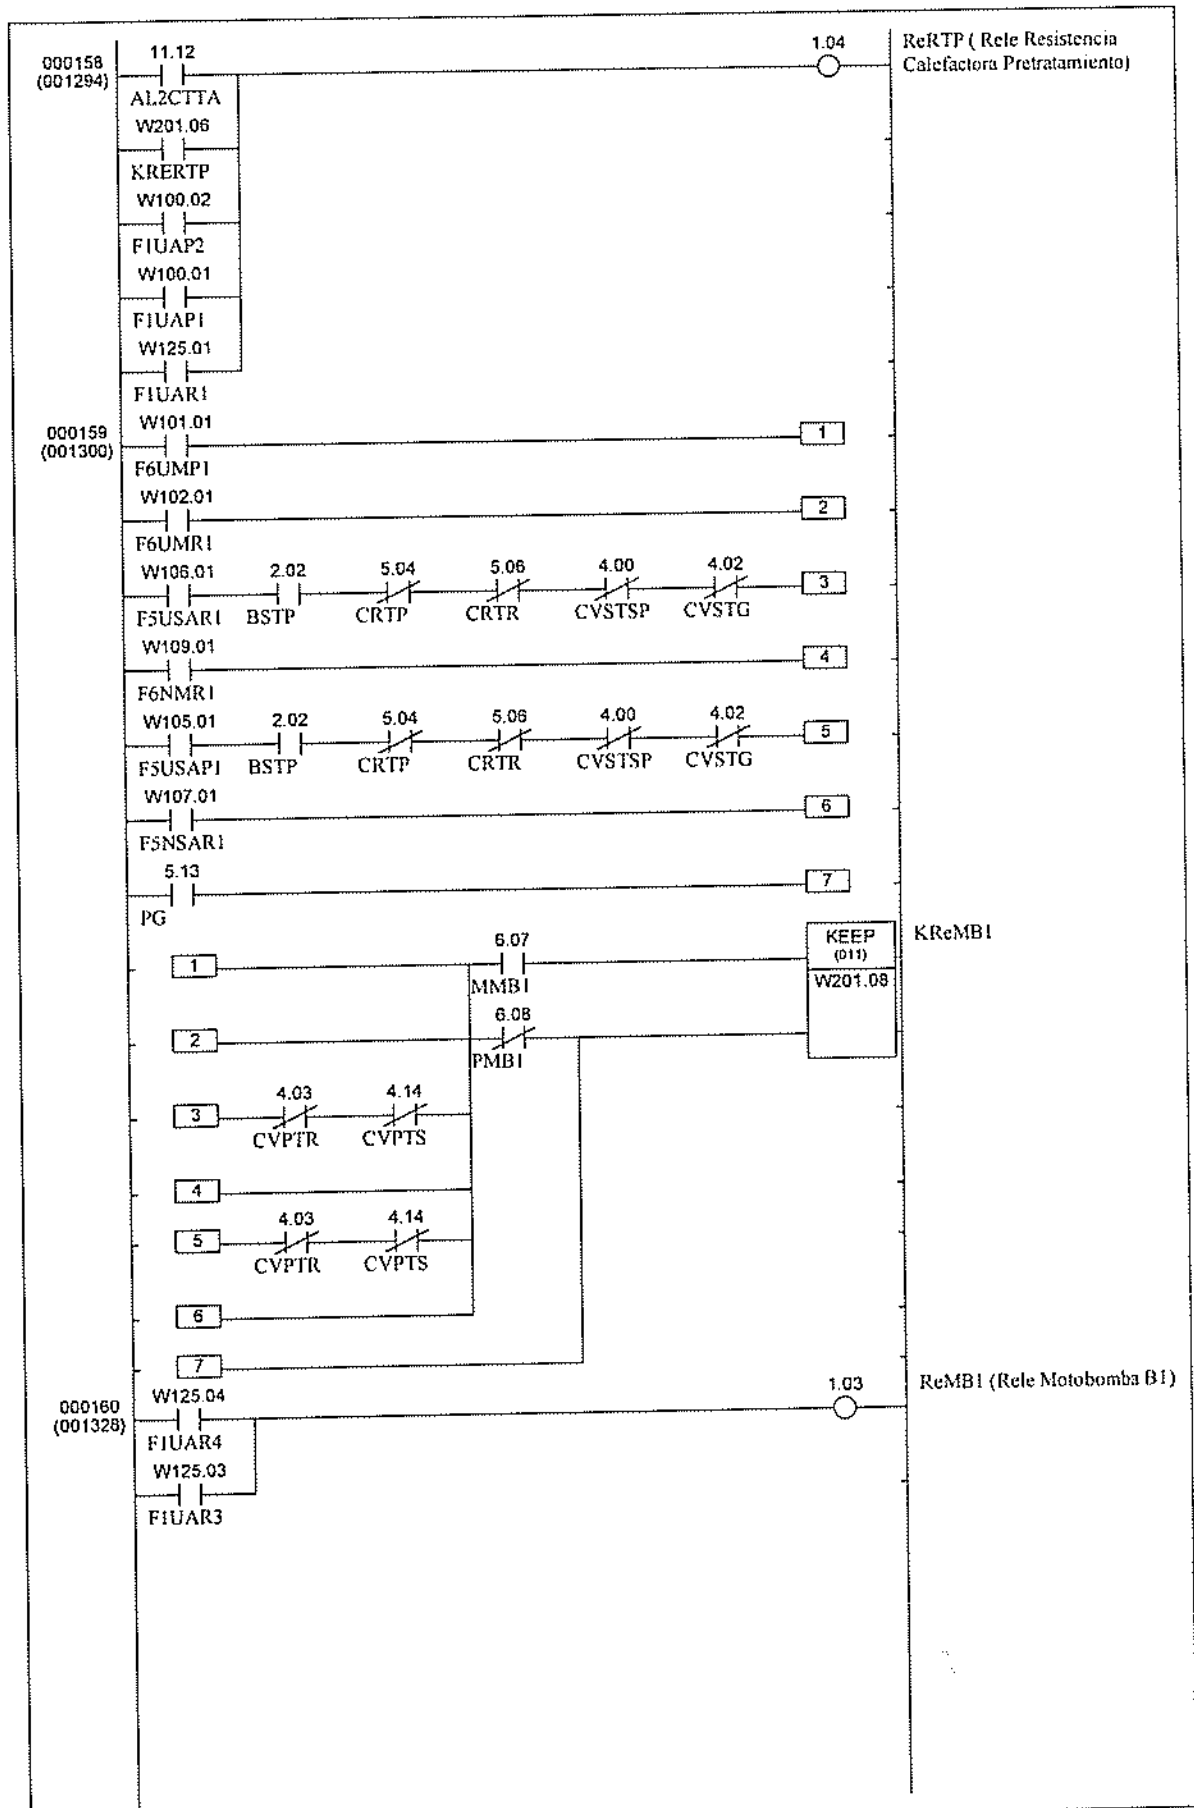 000158
(001294)
11.12
AL2CTTA
1.04
ReRTP ( Rele Resistencia
Calefactora Pretratamiento)
W201.06
KRERTP
W100.02
F1UAP2
W100.01
F1UAP1
W125.01
F1UAR1
000159
(001300)
W101.01
F6UMP1
1
W102.01
F6UMR1
2
W106.01 2.02 5.04 5.06 4.00 4.02
F5USAR1 BSTP CRTP CRTR CVSTSP CVSTG
3
W109.01
F6NMR1
4
W105.01 2.02 5.04 5.06 4.00 4.02
F5USAP1 BSTP CRTP CRTR CVSTSP CVSTG
5
W107.01
F5NSAR1
6
5.13
PG
7
1
6.07
MMB1
KEEP
(011)
W201.08
KReMB1
2
6.08
PMB1
3
4.03 4.14
CVPTR CVPTS
4
5
4.03 4.14
CVPTR CVPTS
6
7
000160
(001328)
W125.04
F1UAR4
1.03
ReMB1 (Rele Motobomba B1)
W125.03
F1UAR3